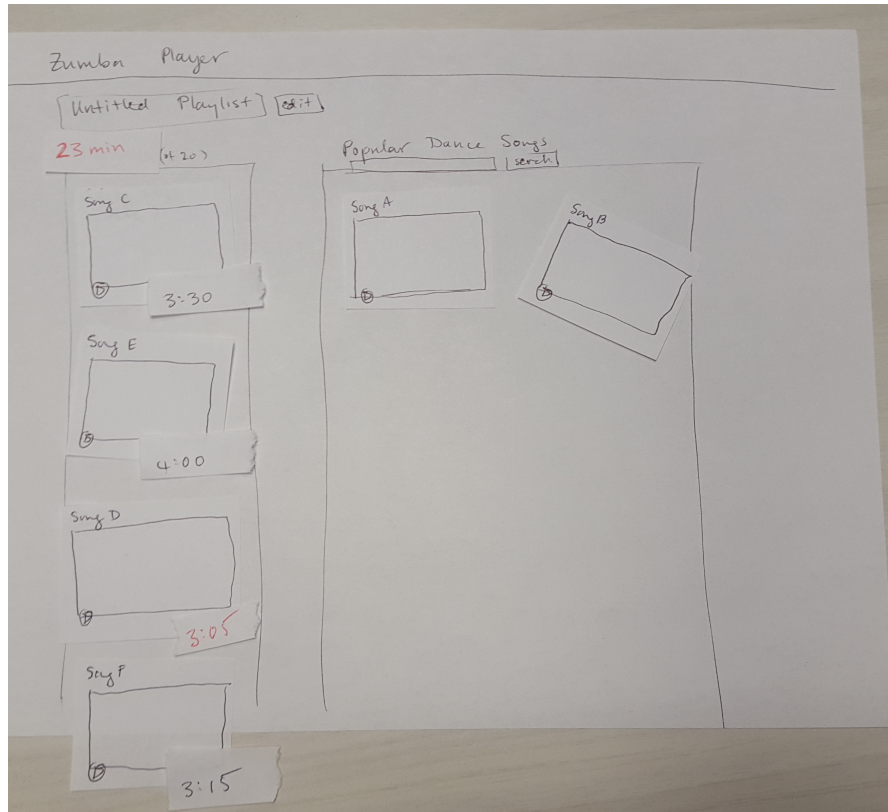 Zumba Player
Untitled Playlist edit
23 min (of 20)
Song C
3:30
Song E
4:00
Song D
3:05
Song F
3:15
Popular Dance Songs
serch
Song A
Song B